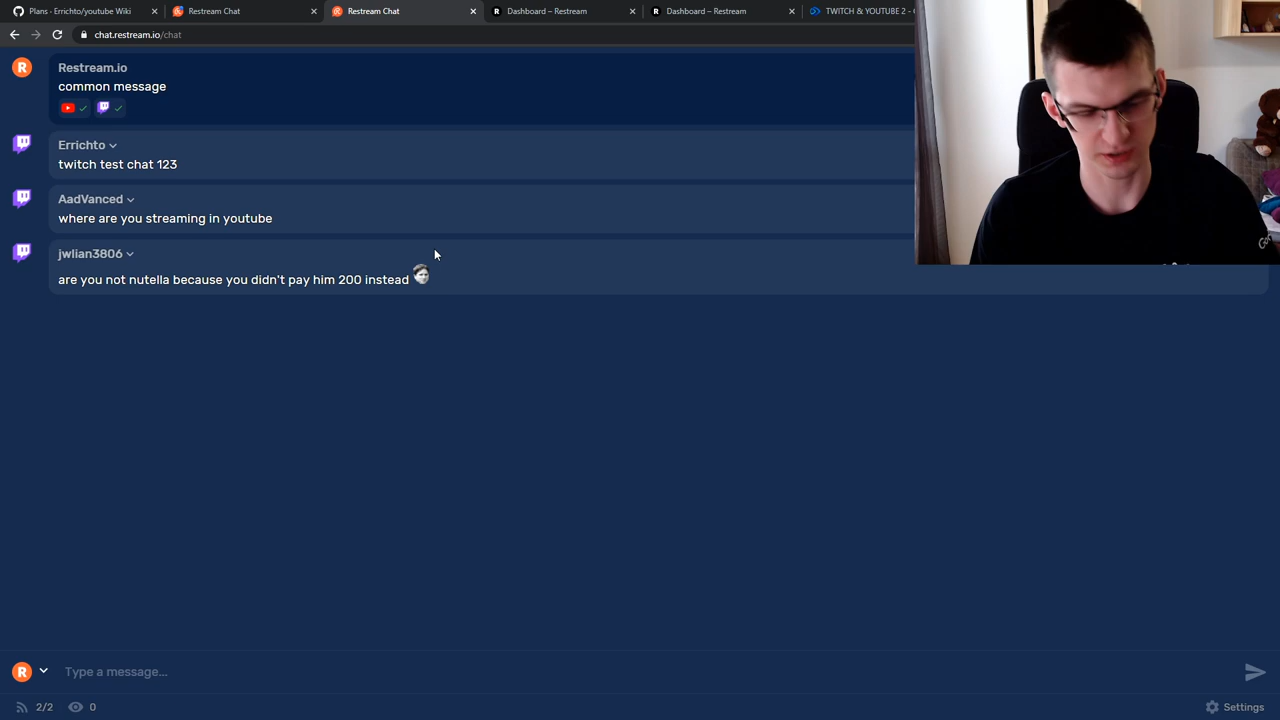 Plans · Errichto/youtube Wiki
Restream Chat
Restream Chat
Dashboard – Restream
Dashboard – Restream
TWITCH & YOUTUBE 2 -
chat.restream.io/chat
Restream.io
common message
Errichto
twitch test chat 123
AadVanced
where are you streaming in youtube
jwlian3806
are you not nutella because you didn't pay him 200 instead
Type a message...
2/2
0
Settings